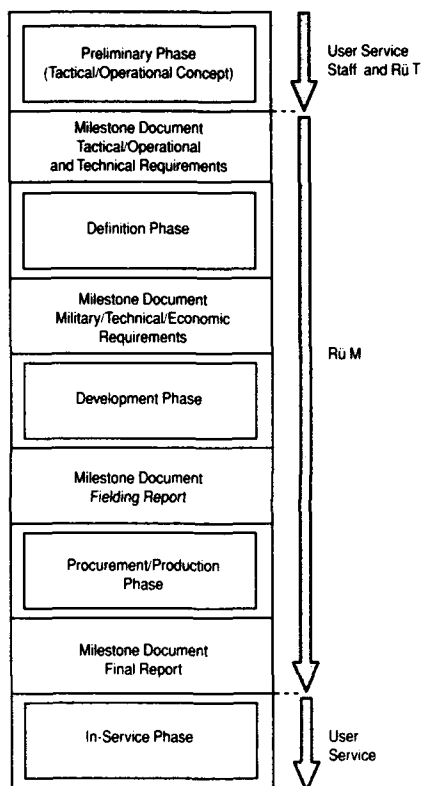 Preliminary Phase
(Tactical/Operational Concept)
User Service
Staff and Rü T
Milestone Document
Tactical/Operational
and Technical Requirements
Definition Phase
Milestone Document
Military/Technical/Economic
Requirements
Rü M
Development Phase
Milestone Document
Fielding Report
Procurement/Production
Phase
Milestone Document
Final Report
In-Service Phase
User
Service